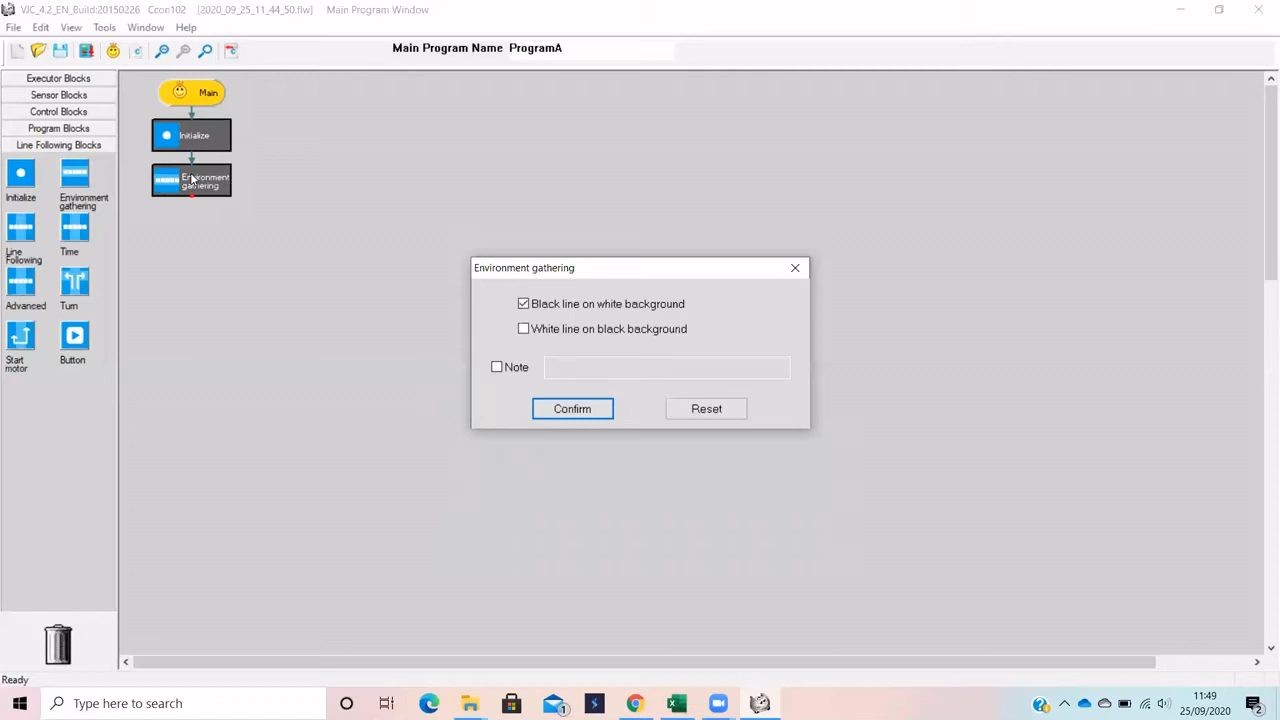 VJC_4.2_EN_Build:20150226 Ccon102 [2020_09_25_11_44_50.flw] Main Program Window
File Edit View Tools Window Help
Main Program Name ProgramA
Executor Blocks
Sensor Blocks
Control Blocks
Program Blocks
Line Following Blocks
Initialize
Environment
gathering
Line
Following
Time
Advanced
Turn
Start
motor
Button
Main
Initialize
Environment
gathering
Environment gathering
Black line on white background
White line on black background
Note
Confirm Reset
Ready
Type here to search
1
11:49
25/09/2020
2